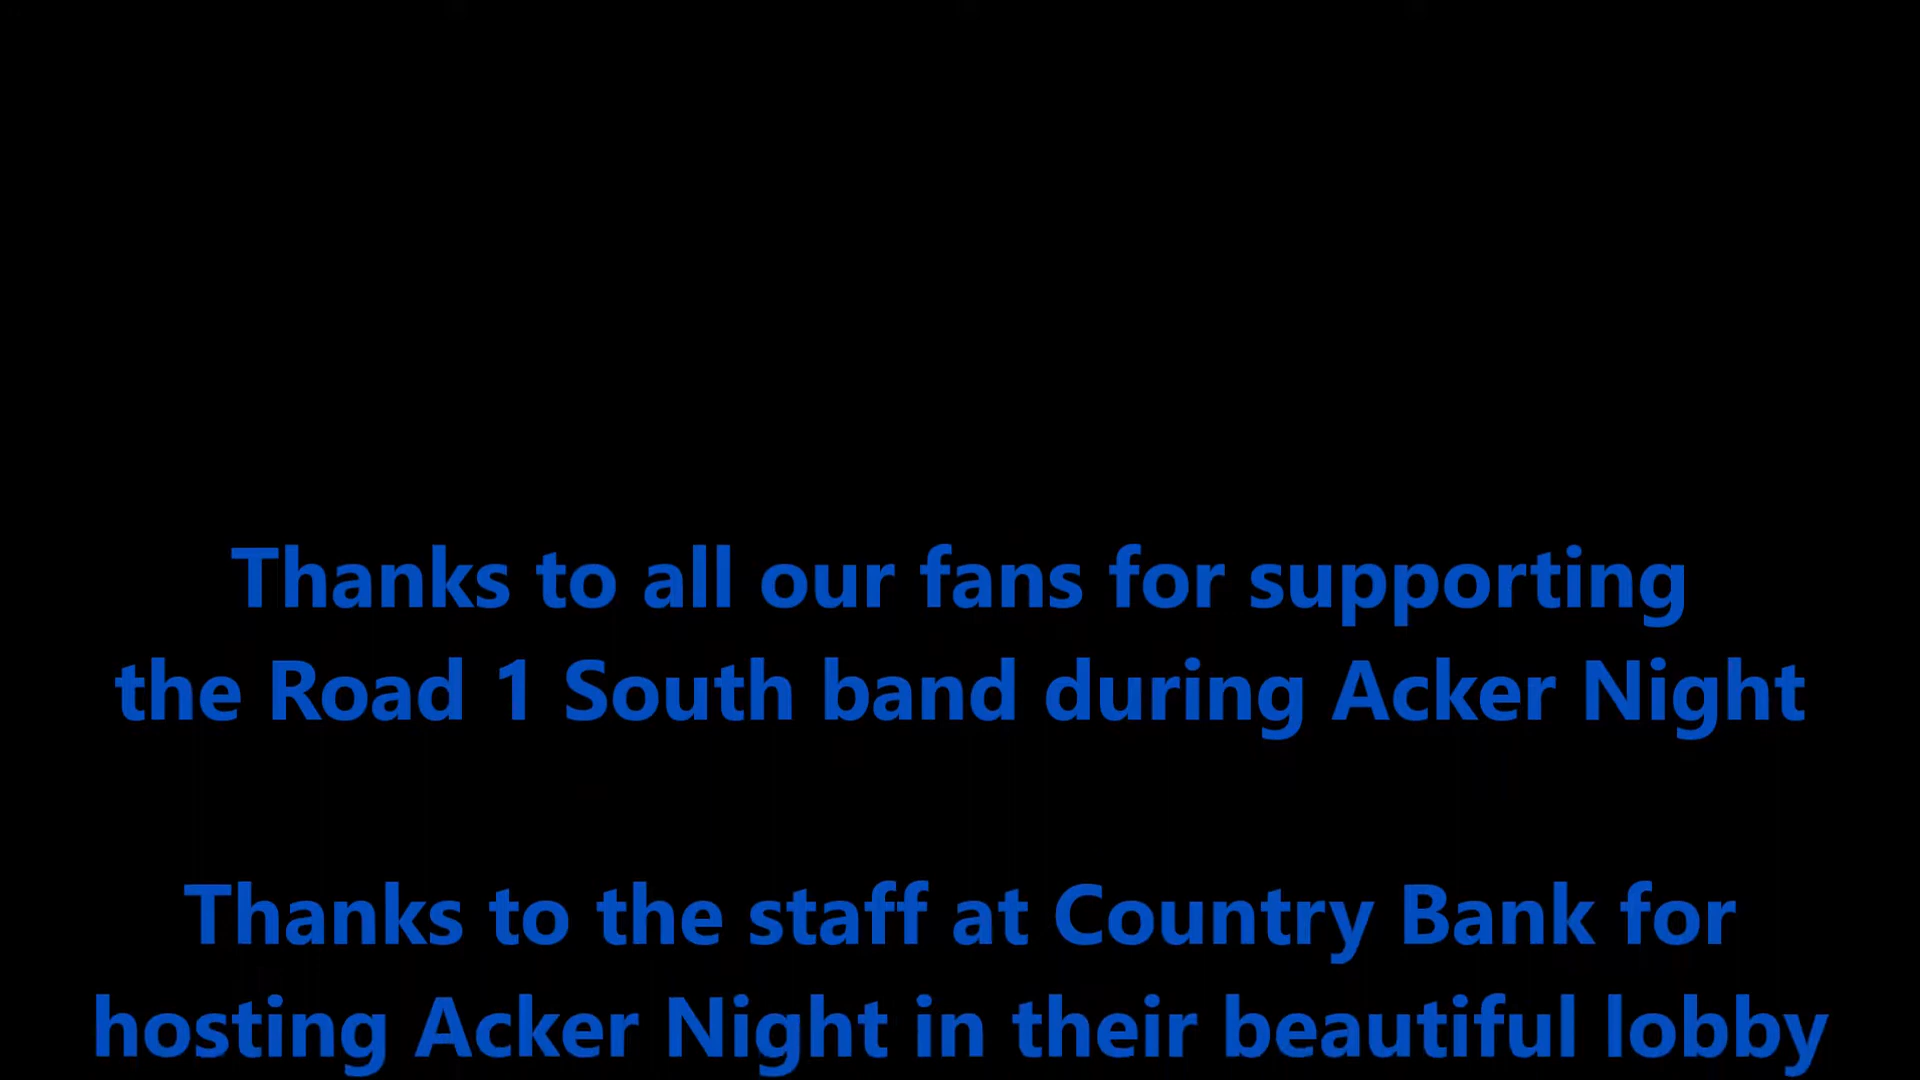 Thanks to all our fans for supporting
the Road 1 South band during Acker Night
Thanks to the staff at Country Bank for
hosting Acker Night in their beautiful lobby